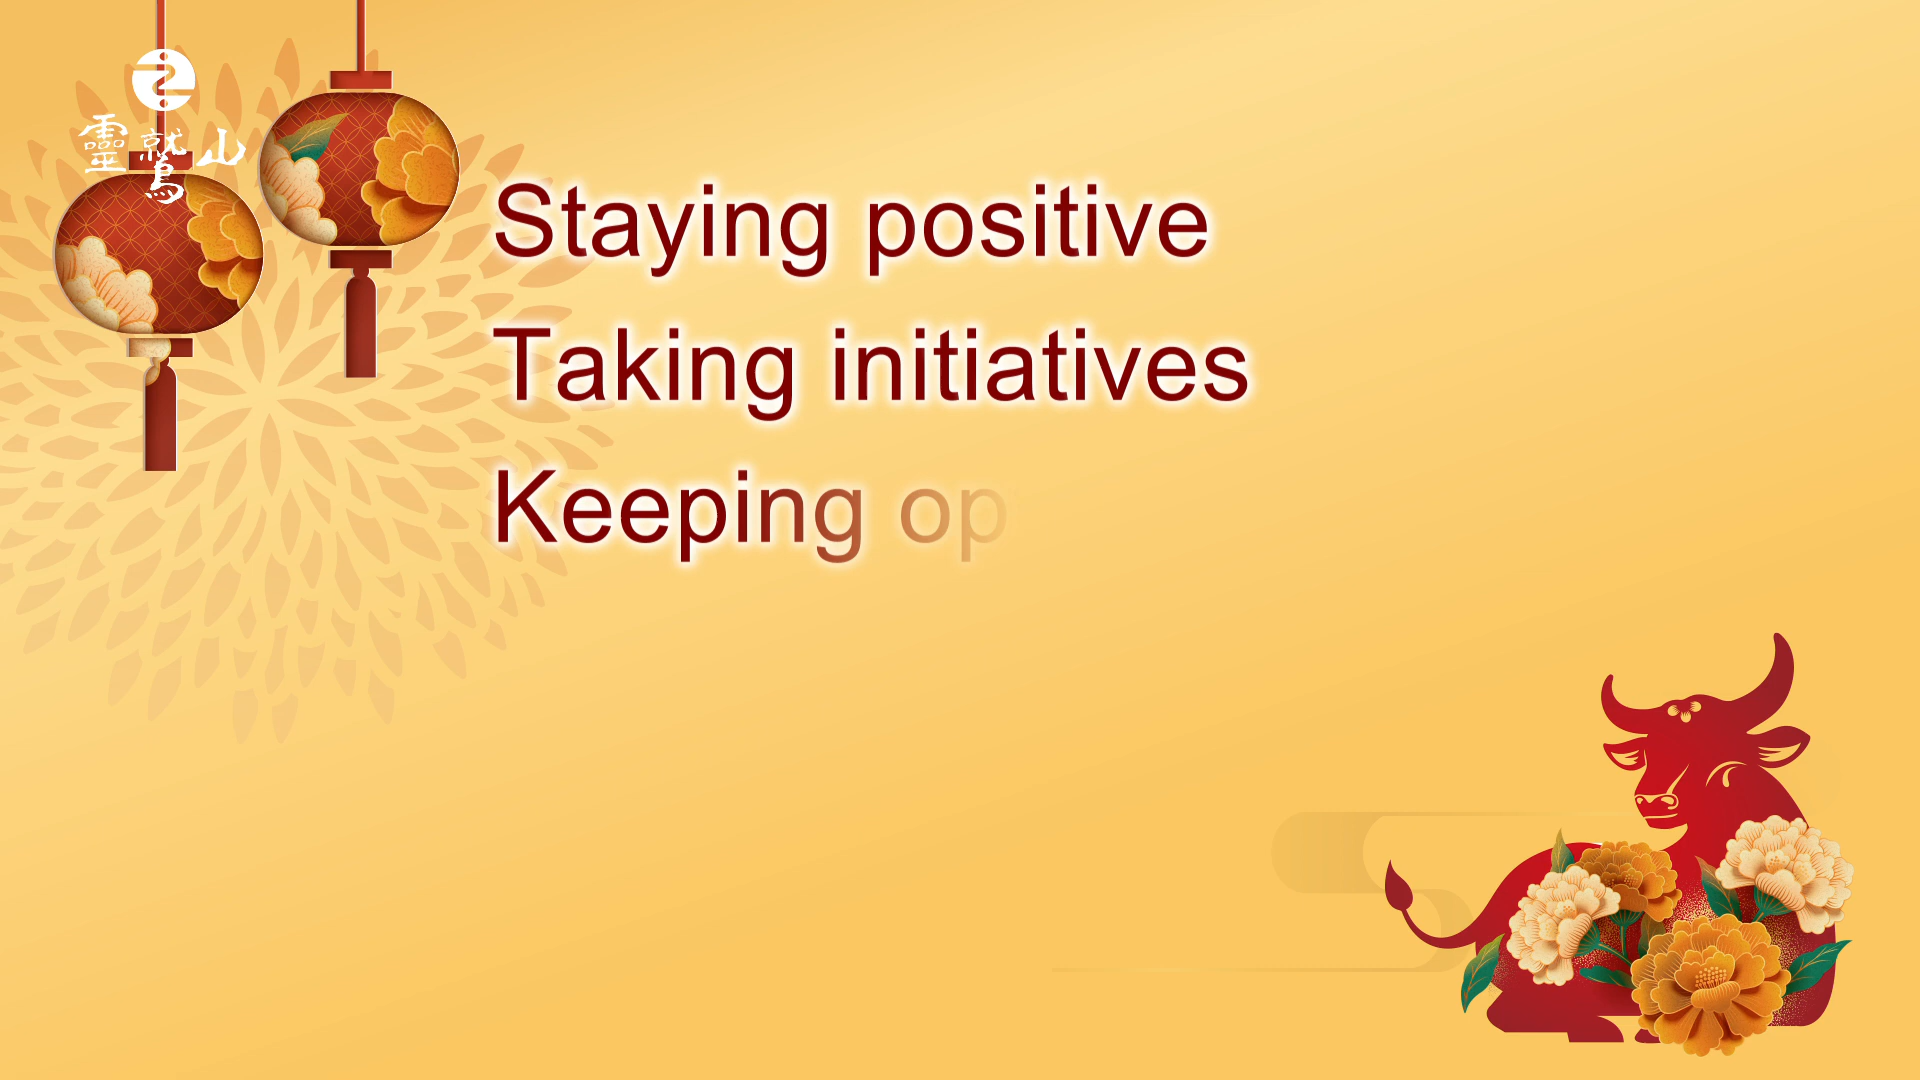 靈鷲山
Staying positive
Taking initiatives
Keeping op